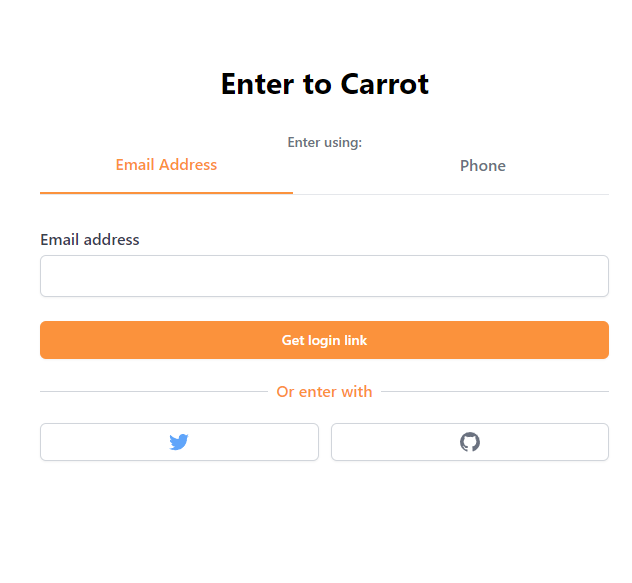 Enter to Carrot
Enter using:
Email Address
Phone
Email address
Get login link
Or enter with